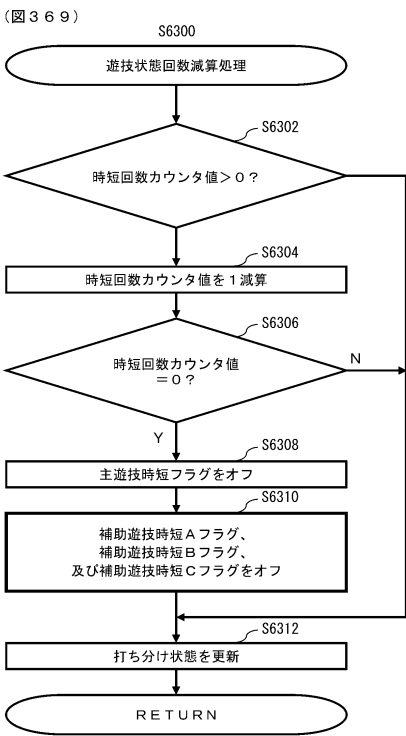 （図３６９）
S6300
遊技状態回数減算処理
S6302
時短回数カウンタ値＞０？
S6304
時短回数カウンタ値を１減算
S6306
時短回数カウンタ値
＝０？
N
Y
S6308
主遊技時短フラグをオフ
S6310
補助遊技時短Ａフラグ、
補助遊技時短Ｂフラグ、
及び補助遊技時短Ｃフラグをオフ
S6312
打ち分け状態を更新
ＲＥＴＵＲＮ